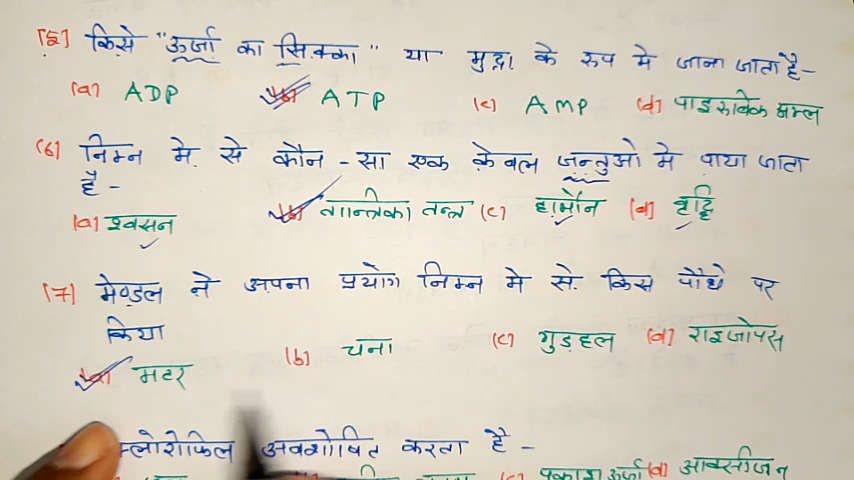 (5) किसे "ऊर्जा का सिक्का" या मुद्रा के रुप मे जाना जाता है-
(a) ADP (b) ATP (c) AMP (d) पाइरुविक अम्ल
(6) निम्न मे से कौन-सा एक केवल जन्तुओ मे पाया जाता
है -
(a) श्वसन (b) तान्त्रिका तन्त्र (c) हार्मोन (d) वृद्धि
(7) मेण्डल ने अपना प्रयोग निम्न मे से किस पौधे पर
किया
(a) मटर (b) चना (c) गुड़हल (d) राइजोपस
क्लोरोफिल अवशोषित करता है -
(c) प्रकाश ऊर्जा (d) आक्सीजन